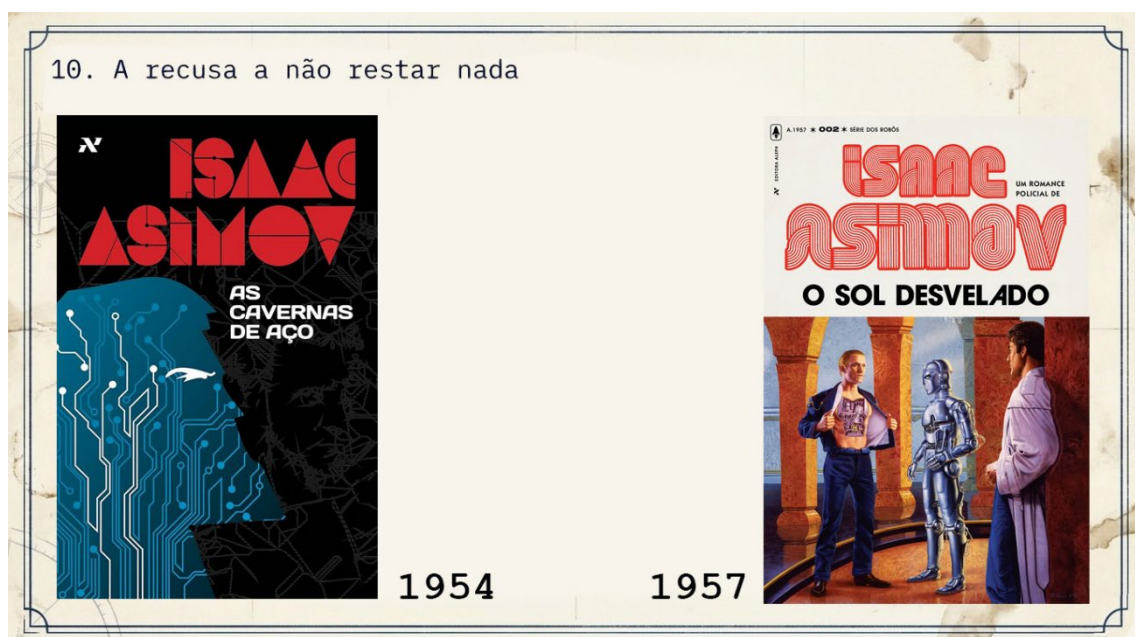 10. A recusa a não restar nada
ISAAC
ASIMOV
AS
CAVERNAS
DE AÇO
1954
1957
A.1957 * 002 * SÉRIE DOS ROBÔS
EDITORA ALEPH
ISAAC
UM ROMANCE
POLICIAL DE
ASIMOV
O SOL DESVELADO